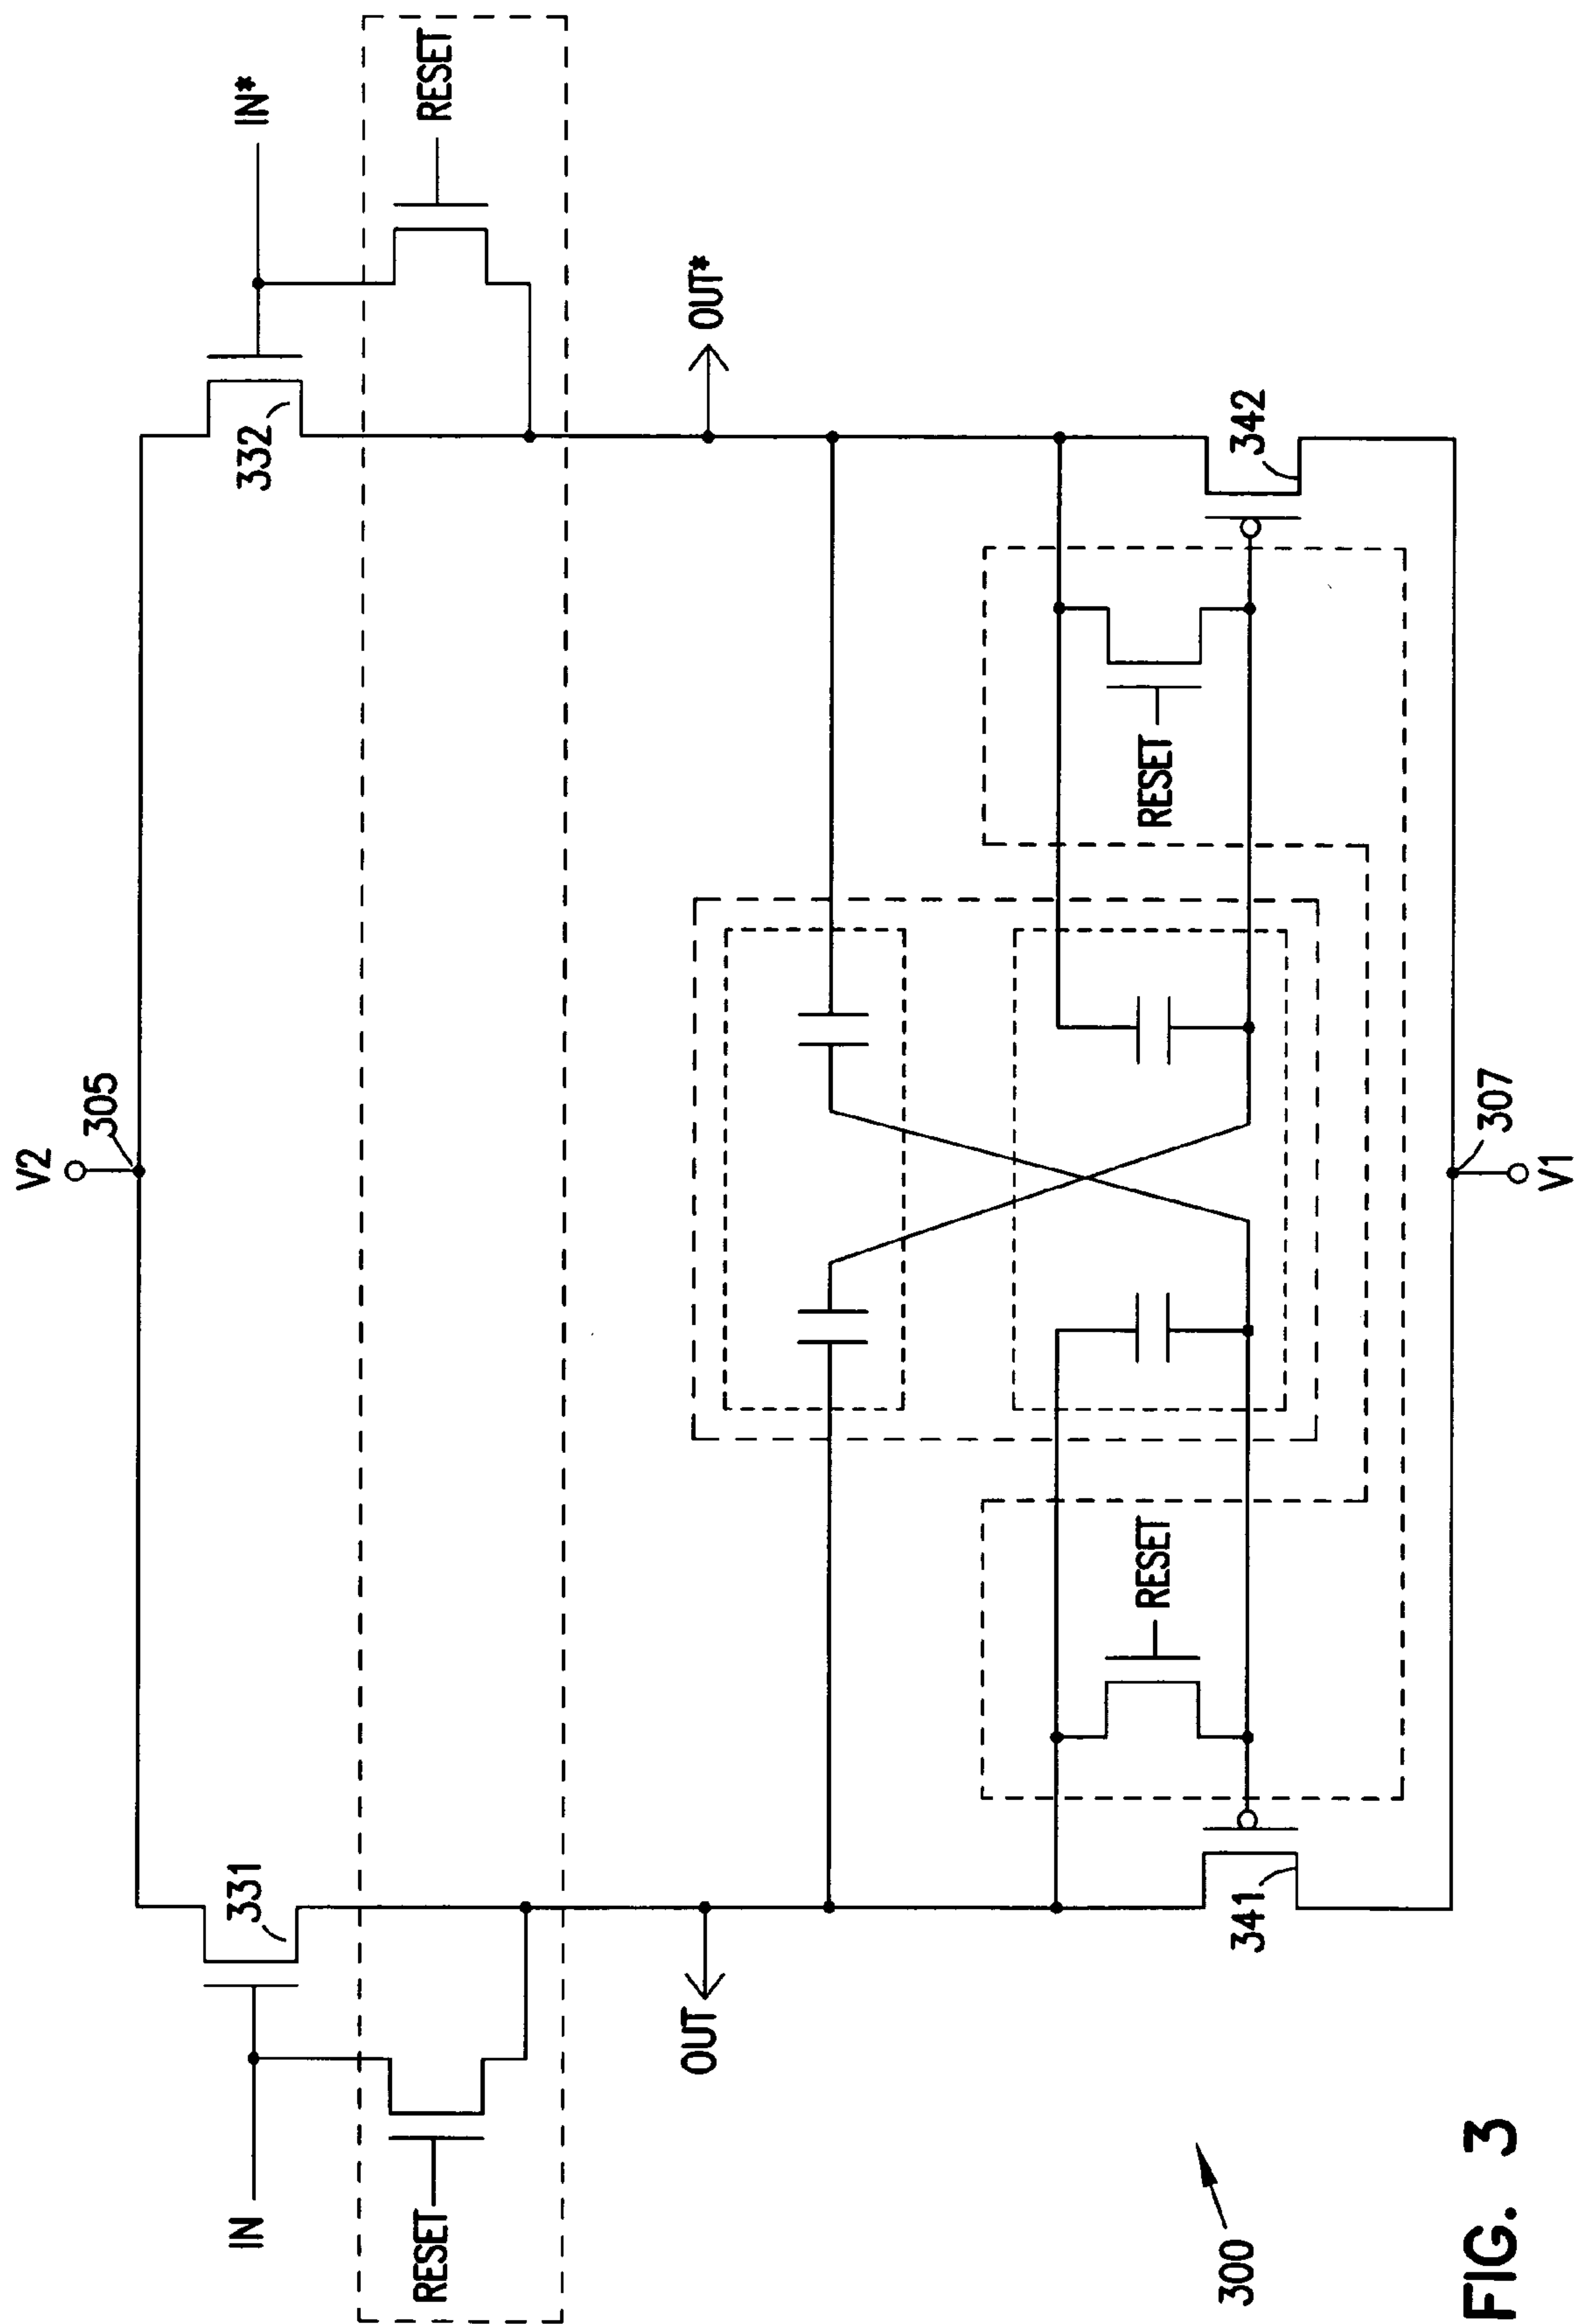 V2
305
IN
331
332
IN*
RESET
RESET
OUT
OUT*
RESET
RESET
341
342
307
V1
300
FIG. 3